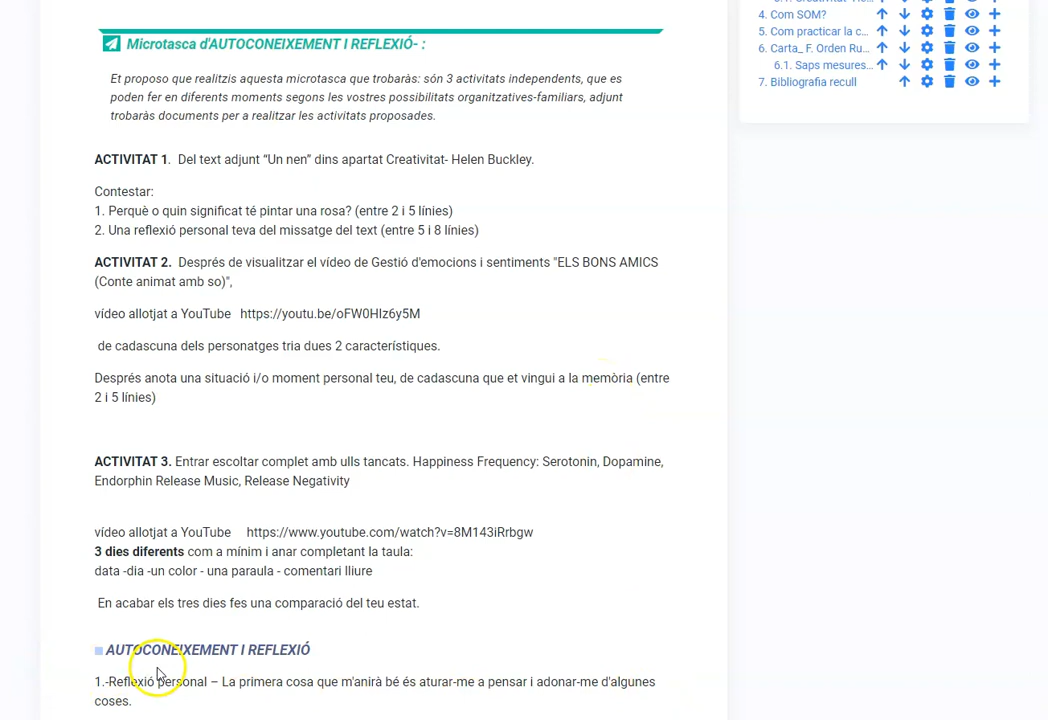 Microtasca d'AUTOCONEIXEMENT I REFLEXIÓ- :
Et proposo que realitzis aquesta microtasca que trobaràs: són 3 activitats independents, que es
poden fer en diferents moments segons les vostres possibilitats organitzatives-familiars, adjunt
trobaràs documents per a realitzar les activitats proposades.
ACTIVITAT 1.  Del text adjunt “Un nen” dins apartat Creativitat- Helen Buckley.
Contestar:
1. Perquè o quin significat té pintar una rosa? (entre 2 i 5 línies)
2. Una reflexió personal teva del missatge del text (entre 5 i 8 línies)
ACTIVITAT 2.  Després de visualitzar el vídeo de Gestió d'emocions i sentiments "ELS BONS AMICS
(Conte animat amb so)",
vídeo allotjat a YouTube   https://youtu.be/oFW0HIz6y5M
de cadascuna dels personatges tria dues 2 característiques.
Després anota una situació i/o moment personal teu, de cadascuna que et vingui a la memòria (entre
2 i 5 línies)
ACTIVITAT 3. Entrar escoltar complet amb ulls tancats. Happiness Frequency: Serotonin, Dopamine,
Endorphin Release Music, Release Negativity
vídeo allotjat a YouTube    https://www.youtube.com/watch?v=8M143iRrbgw
3 dies diferents com a mínim i anar completant la taula:
data -dia -un color - una paraula - comentari lliure
En acabar els tres dies fes una comparació del teu estat.
AUTOCONEIXEMENT I REFLEXIÓ
1.-Reflexió personal – La primera cosa que m'anirà bé és aturar-me a pensar i adonar-me d'algunes
coses.
4. Com SOM?
5. Com practicar la c...
6. Carta_ F. Orden Ru...
6.1. Saps mesures...
7. Bibliografia recull